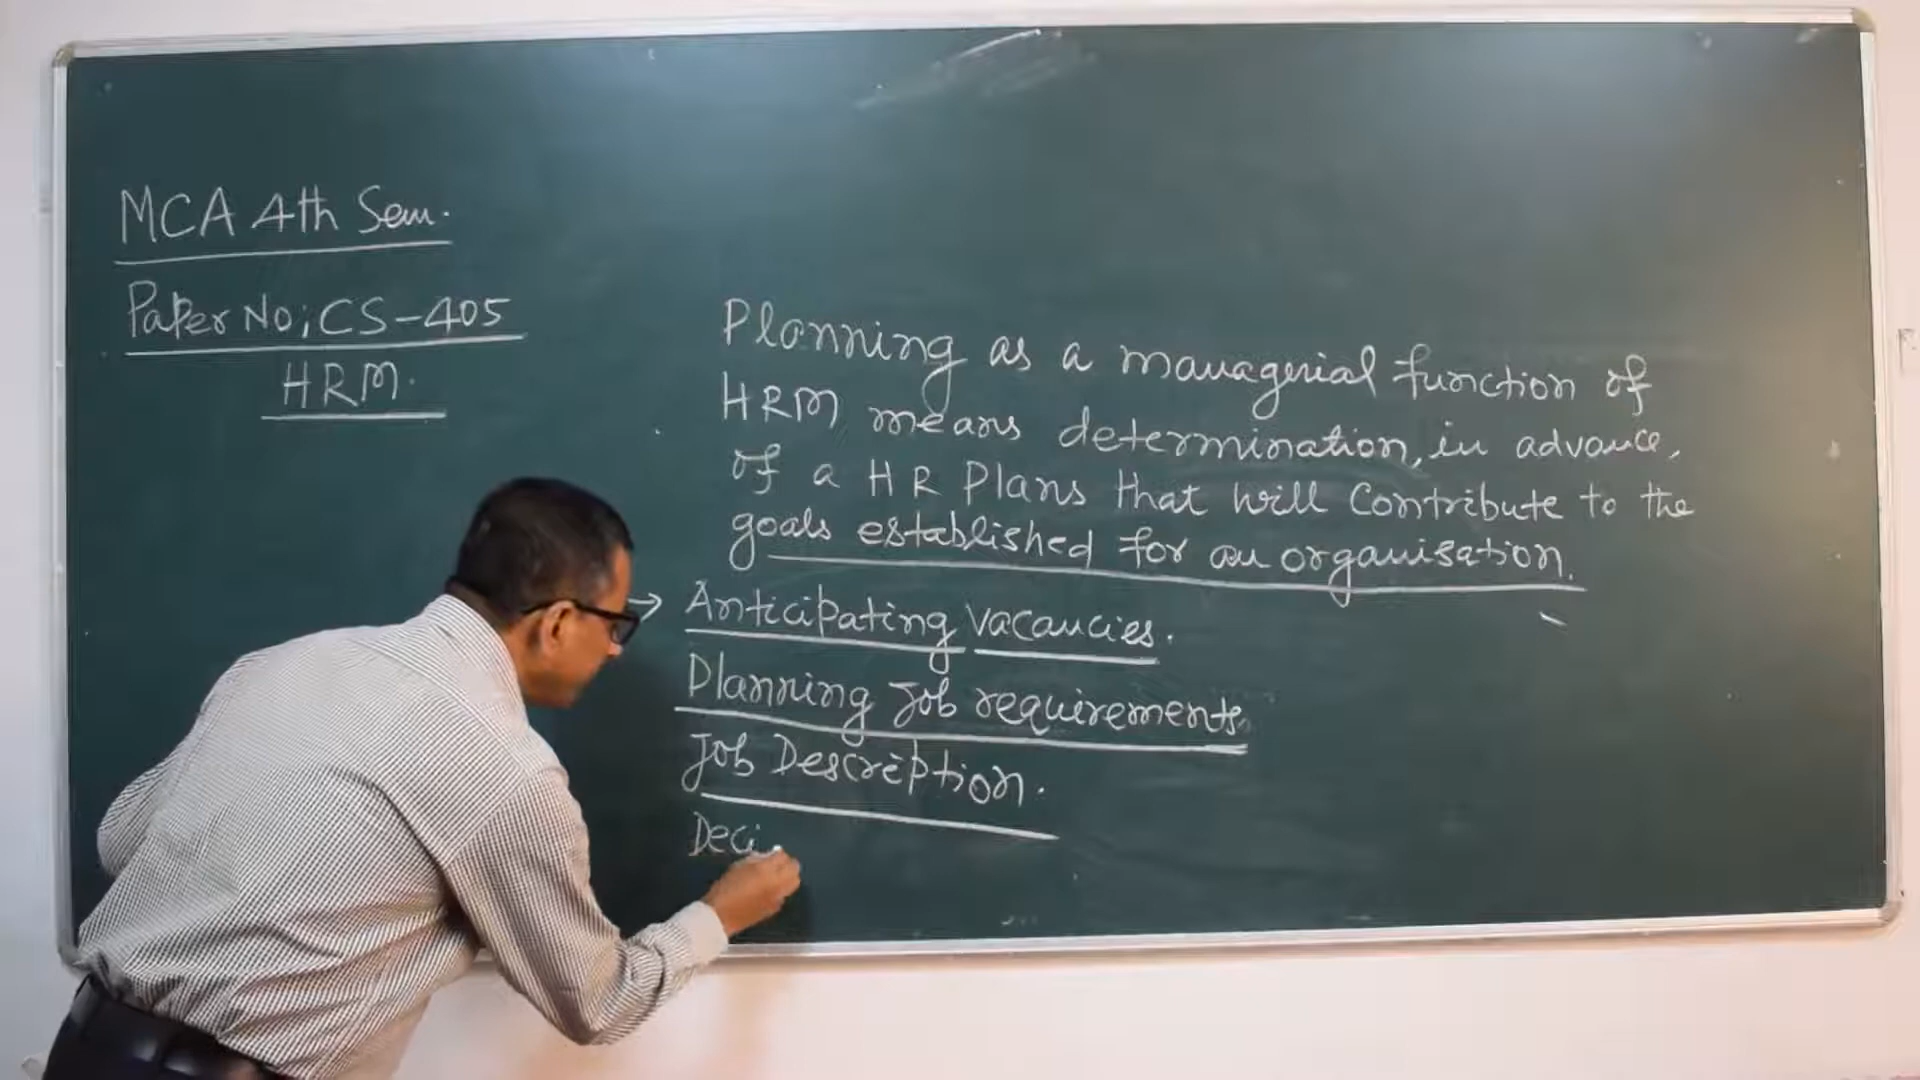 MCA 4th Sem.
Paper No; CS-405
HRM.
Planning as a managerial function of
HRM means determination, in advance,
of a HR Plans that will contribute to the
goals established for an organisation.
→ Anticipating vacancies.
Planning Job requirements.
Job Description.
Deci